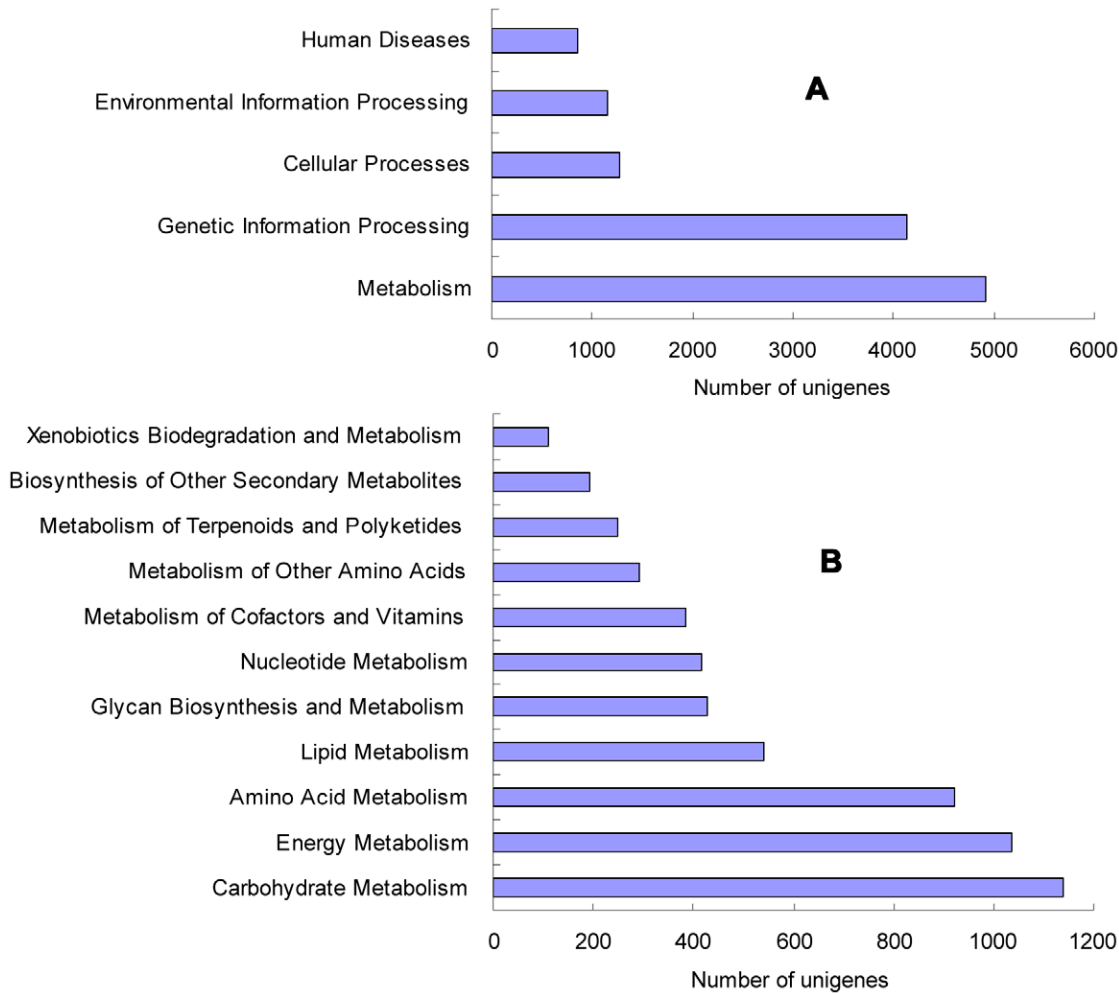 Human Diseases
A
Environmental Information Processing
Cellular Processes
Genetic Information Processing
Metabolism
0 1000 2000 3000 4000 5000 6000
Number of unigenes
Xenobiotics Biodegradation and Metabolism
Biosynthesis of Other Secondary Metabolites
Metabolism of Terpenoids and Polyketides
B
Metabolism of Other Amino Acids
Metabolism of Cofactors and Vitamins
Nucleotide Metabolism
Glycan Biosynthesis and Metabolism
Lipid Metabolism
Amino Acid Metabolism
Energy Metabolism
Carbohydrate Metabolism
0 200 400 600 800 1000 1200
Number of unigenes